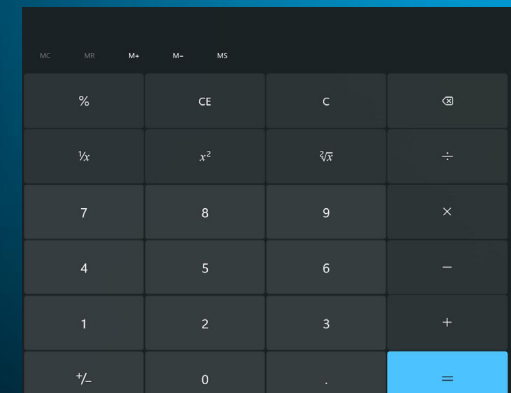 MC MR M+ M- MS
% CE C ⌫
¹/x x² ²√x ÷
7 8 9 ×
4 5 6 −
1 2 3 +
+/− 0 . =